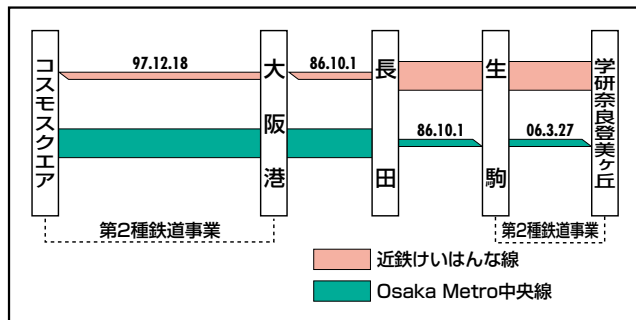 コスモスクエア
97.12.18
大阪港
86.10.1
長田
86.10.1
生駒
06.3.27
学研奈良登美ヶ丘
第2種鉄道事業
第2種鉄道事業
近鉄けいはんな線
Osaka Metro中央線